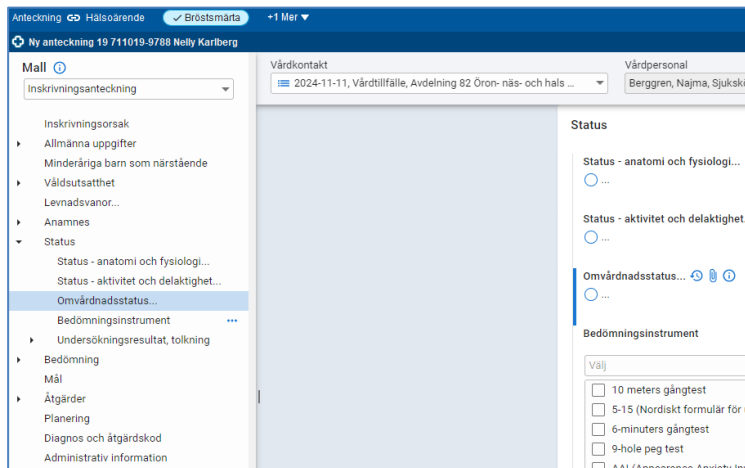 Anteckning Hälsoärende Bröstsmärta +1 Mer
Ny anteckning 19 711019-9788 Nelly Karlberg
Mall
Inskrivningsanteckning
Vårdkontakt
2024-11-11, Vårdtillfälle, Avdelning 82 Öron- näs- och hals ...
Vårdpersonal
Berggren, Najma,
Inskrivningsorsak
Allmänna uppgifter
Minderåriga barn som närstående
Våldsutsatthet
Levnadsvanor...
Anamnes
Status
Status - anatomi och fysiologi...
Status - aktivitet och delaktighet...
Omvårdnadsstatus...
Bedömningsinstrument ...
Undersökningsresultat, tolkning
Bedömning
Mål
Åtgärder
Planering
Diagnos och åtgärdskod
Administrativ information
Status
Status - anatomi och fysiologi...
...
Status - aktivitet och delaktighet.
...
Omvårdnadsstatus...
...
Bedömningsinstrument
Välj
10 meters gångtest
5-15 (Nordiskt formulär för
6-minuters gångtest
9-hole peg test